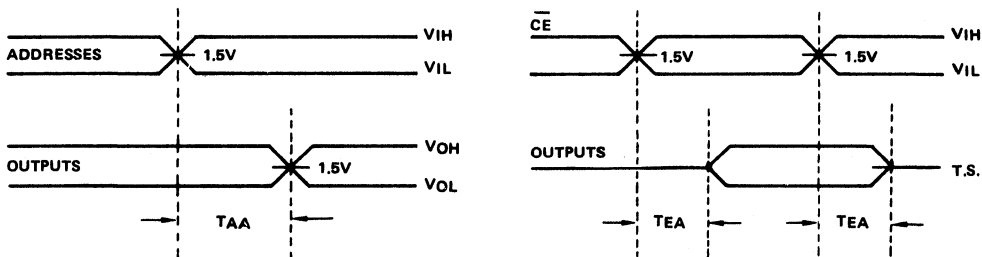 VIH
ADDRESSES
1.5V
VIL
VOH
OUTPUTS
1.5V
VOL
TAA
CE
VIH
1.5V
1.5V
VIL
OUTPUTS
T.S.
TEA
TEA